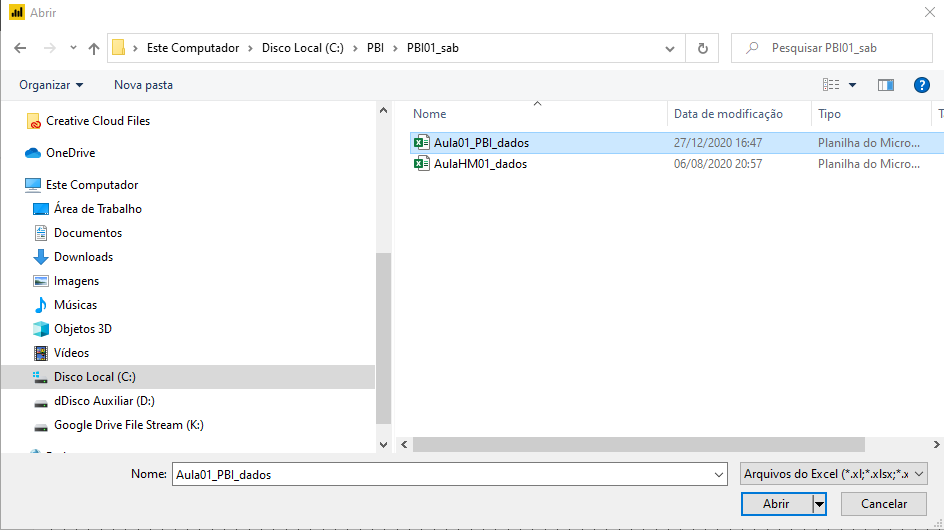 Abrir
Este Computador > Disco Local (C:) > PBI > PBI01_sab
Pesquisar PBI01_sab
Organizar
Nova pasta
Creative Cloud Files
OneDrive
Este Computador
Área de Trabalho
Documentos
Downloads
Imagens
Músicas
Objetos 3D
Vídeos
Disco Local (C:)
dDisco Auxiliar (D:)
Google Drive File Stream (K:)
Nome Data de modificação Tipo T
Aula01_PBI_dados 27/12/2020 16:47 Planilha do Micro...
AulaHM01_dados 06/08/2020 20:57 Planilha do Micro...
Nome: Aula01_PBI_dados
Arquivos do Excel (*.xl;*.xlsx;*.x
Abrir
Cancelar